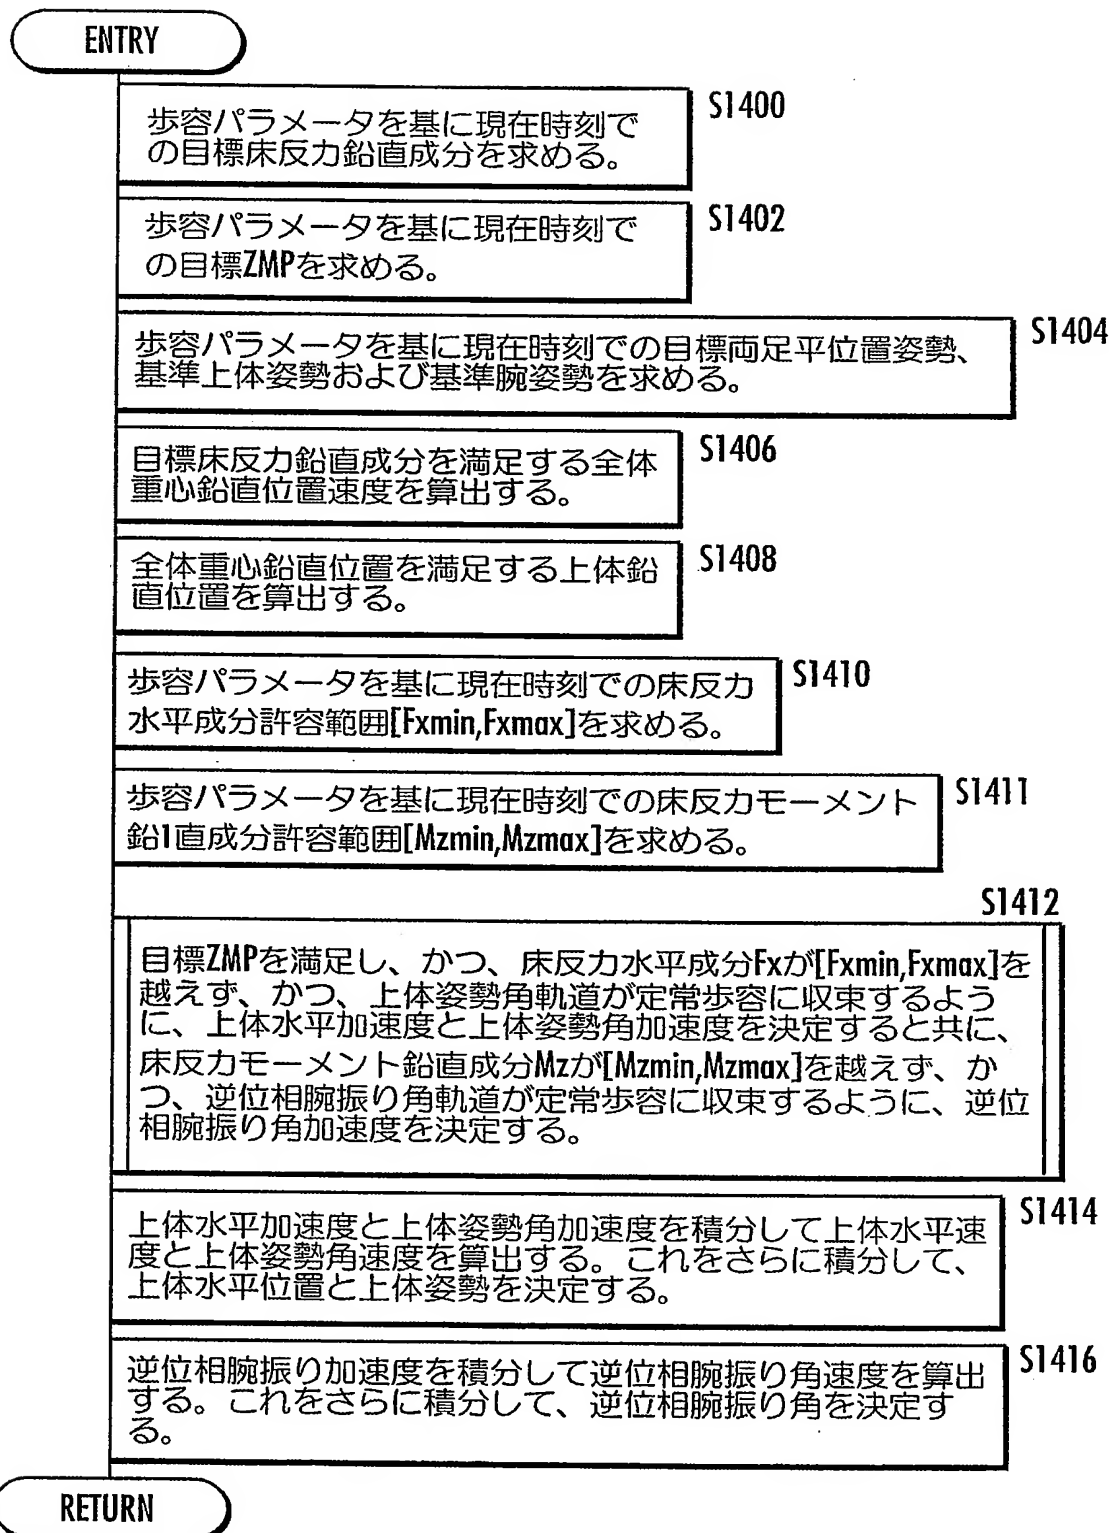 ENTRY
S1400
歩容パラメータを基に現在時刻で
の目標床反力鉛直成分を求める。
S1402
歩容パラメータを基に現在時刻で
の目標ZMPを求める。
S1404
歩容パラメータを基に現在時刻での目標両足平位置姿勢、
基準上体姿勢および基準腕姿勢を求める。
S1406
目標床反力鉛直成分を満足する全体
重心鉛直位置速度を算出する。
S1408
全体重心鉛直位置を満足する上体鉛
直位置を算出する。
S1410
歩容パラメータを基に現在時刻での床反力
水平成分許容範囲[Fxmin,Fxmax]を求める。
S1411
歩容パラメータを基に現在時刻での床反力モーメント
鉛1直成分許容範囲[Mzmin,Mzmax]を求める。
S1412
目標ZMPを満足し、かつ、床反力水平成分Fxが[Fxmin,Fxmax]を
越えず、かつ、上体姿勢角軌道が定常歩容に収束するよう
に、上体水平加速度と上体姿勢角加速度を決定すると共に、
床反力モーメント鉛直成分Mzが[Mzmin,Mzmax]を越えず、か
つ、逆位相腕振り角軌道が定常歩容に収束するように、逆位
相腕振り角加速度を決定する。
S1414
上体水平加速度と上体姿勢角加速度を積分して上体水平速
度と上体姿勢角速度を算出する。これをさらに積分して、
上体水平位置と上体姿勢を決定する。
S1416
逆位相腕振り加速度を積分して逆位相腕振り角速度を算出
する。これをさらに積分して、逆位相腕振り角を決定す
る。
RETURN